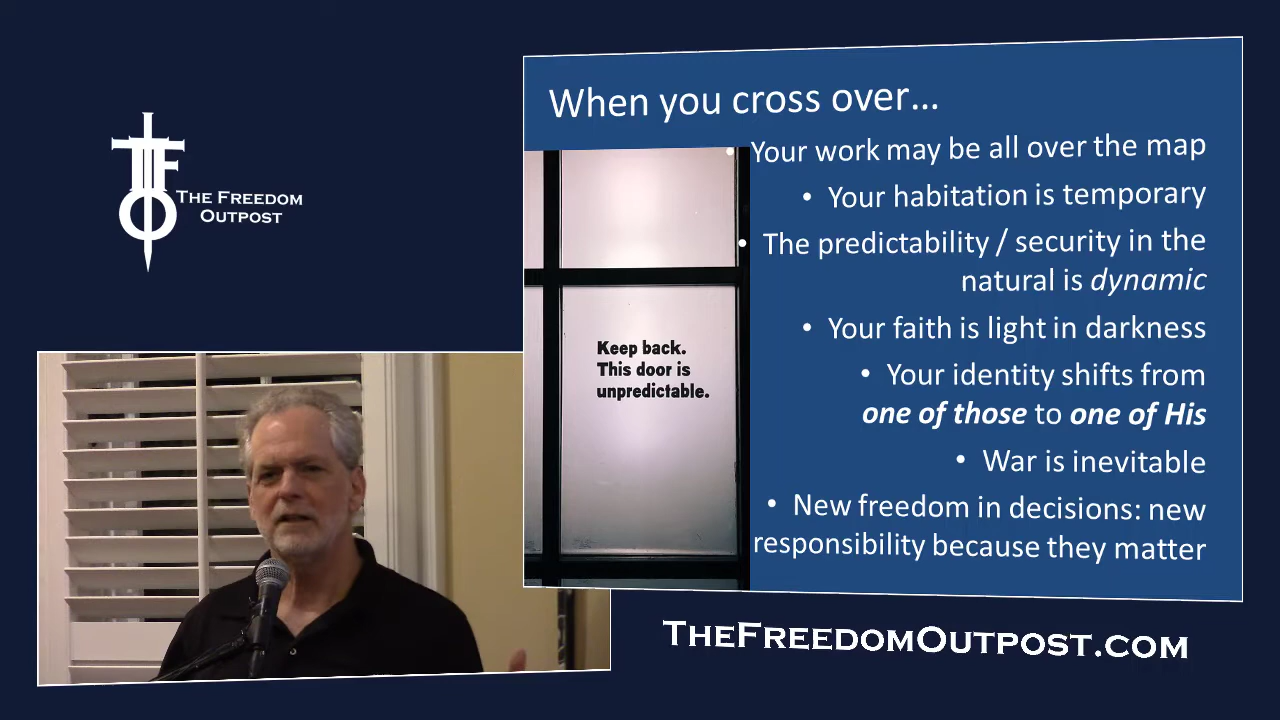 TFO
The Freedom
Outpost
When you cross over...
• Your work may be all over the map
• Your habitation is temporary
• The predictability / security in the
natural is dynamic
• Your faith is light in darkness
• Your identity shifts from
one of those to one of His
• War is inevitable
• New freedom in decisions: new
responsibility because they matter
Keep back.
This door is
unpredictable.
TheFreedomOutpost.com